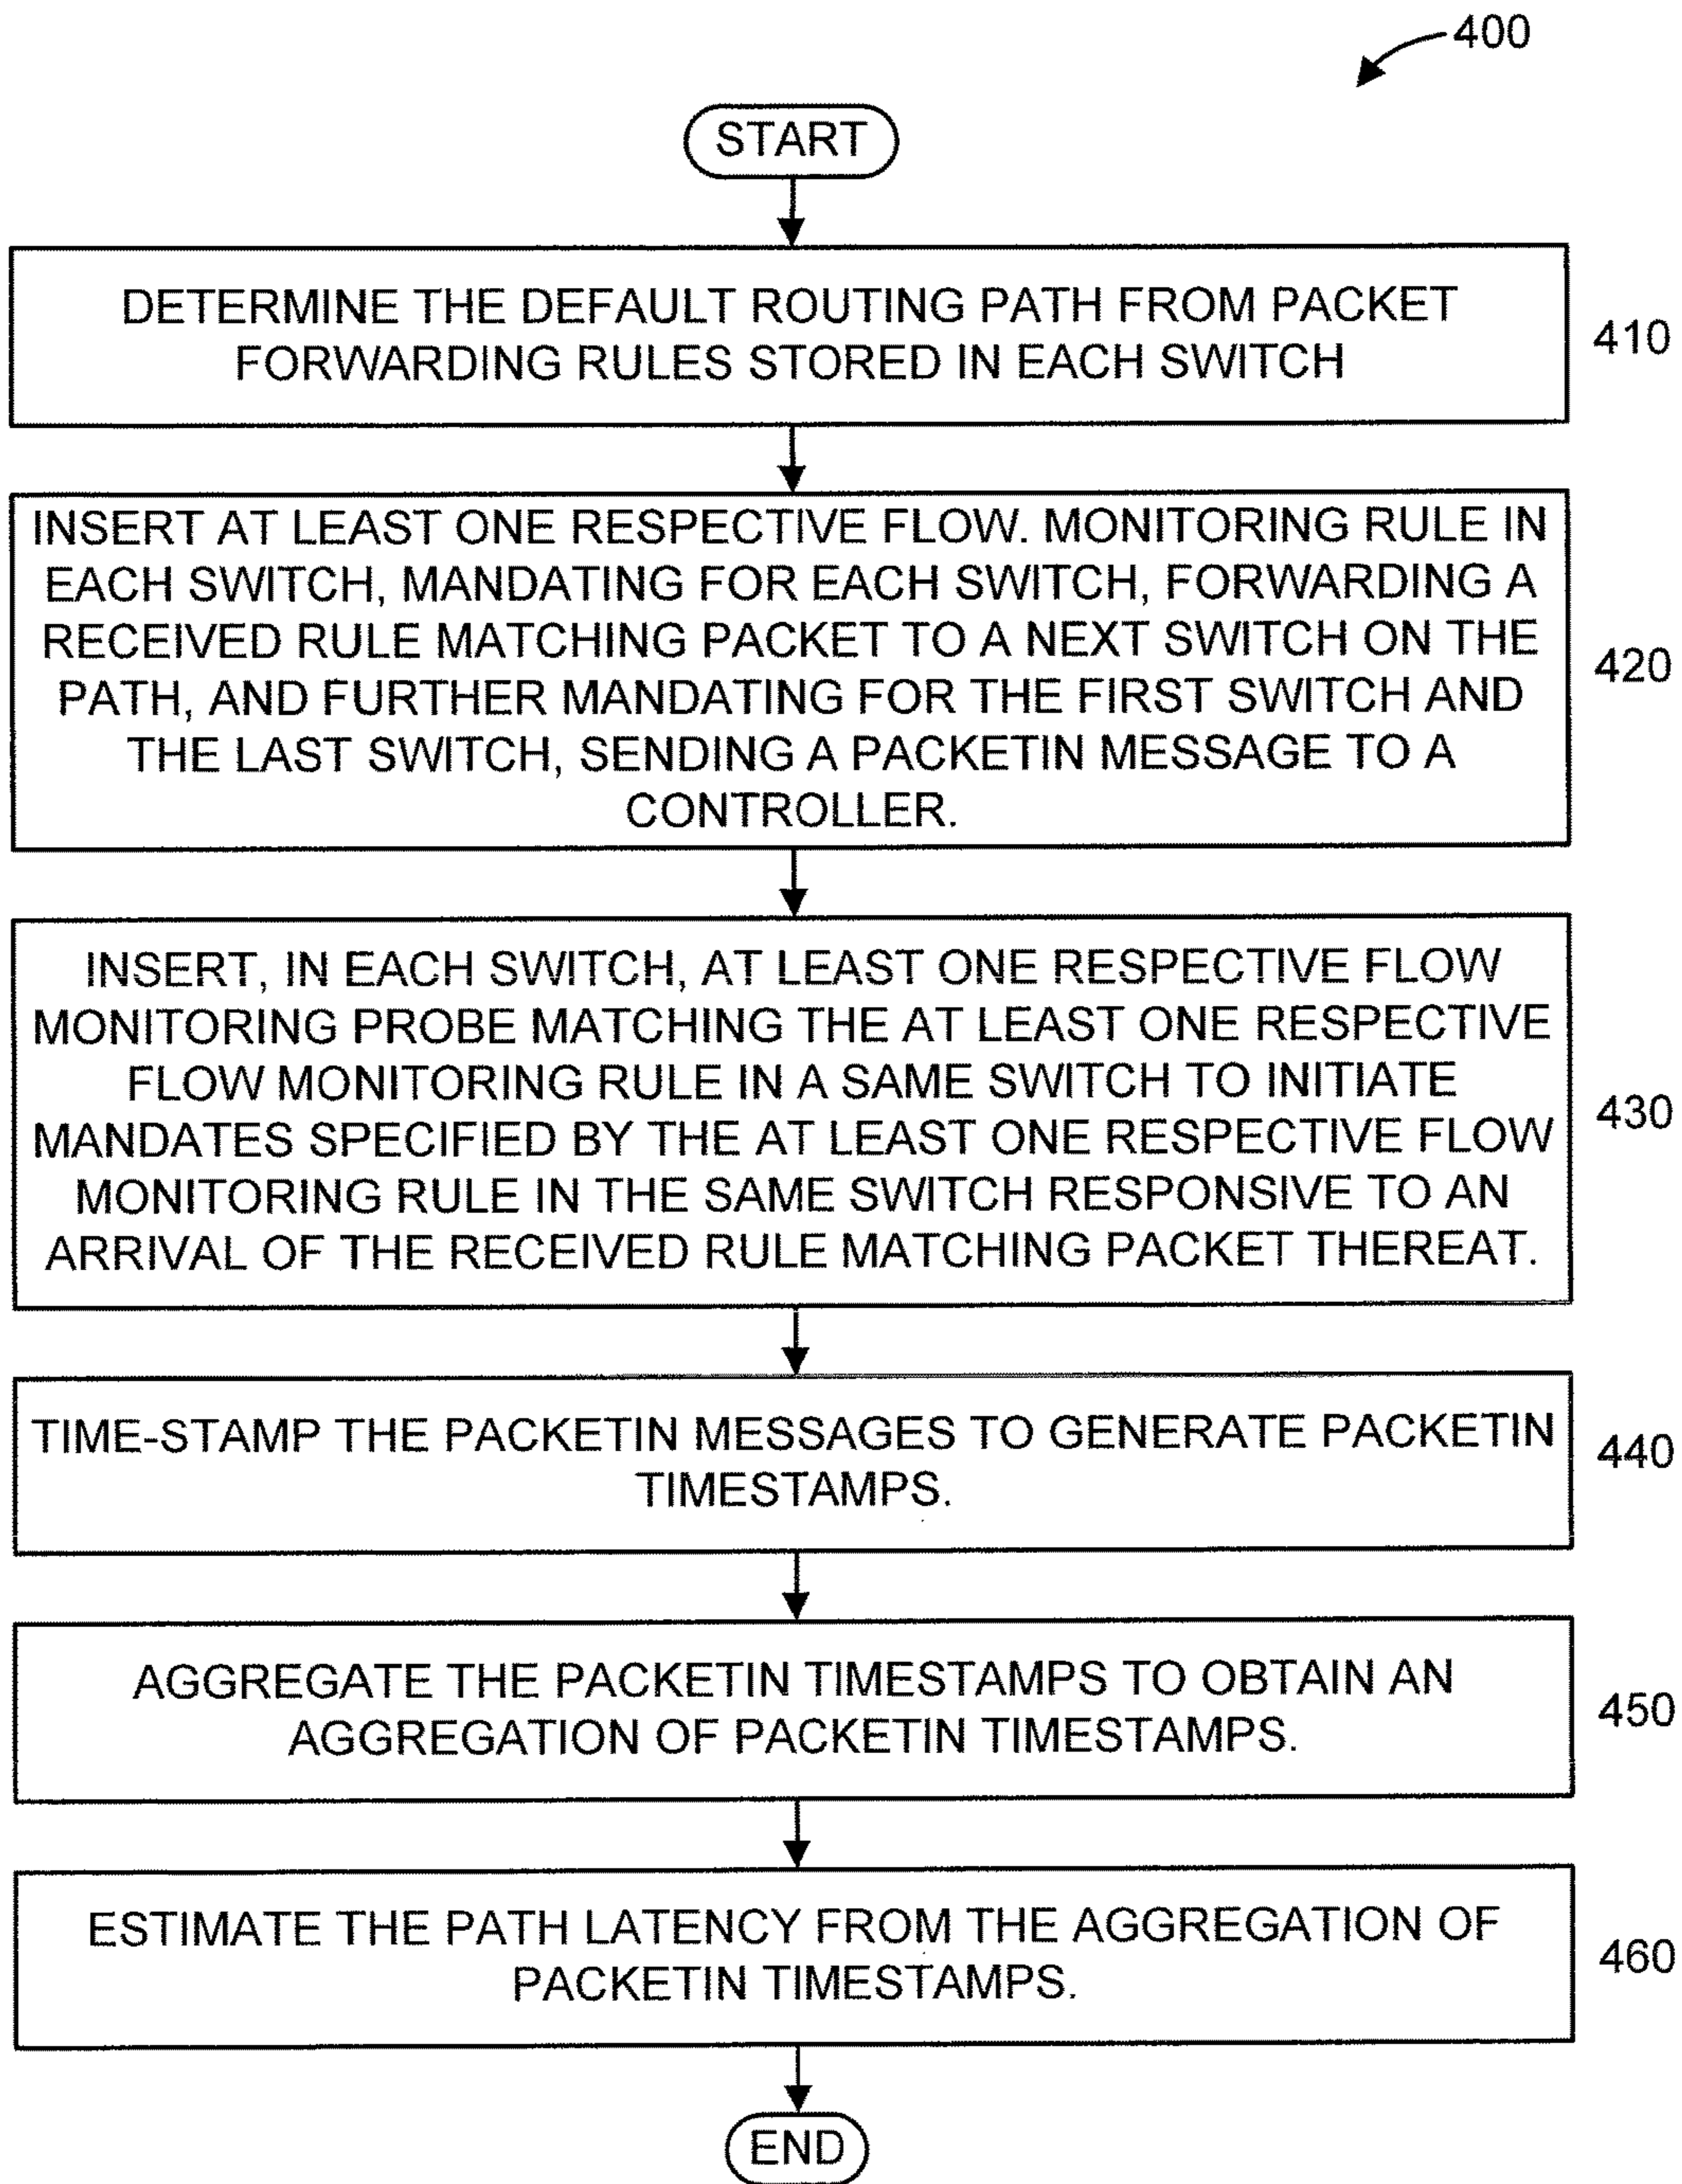 400
START
DETERMINE THE DEFAULT ROUTING PATH FROM PACKET
FORWARDING RULES STORED IN EACH SWITCH
410
INSERT AT LEAST ONE RESPECTIVE FLOW. MONITORING RULE IN
EACH SWITCH, MANDATING FOR EACH SWITCH, FORWARDING A
RECEIVED RULE MATCHING PACKET TO A NEXT SWITCH ON THE
PATH, AND FURTHER MANDATING FOR THE FIRST SWITCH AND
THE LAST SWITCH, SENDING A PACKETIN MESSAGE TO A
CONTROLLER.
420
INSERT, IN EACH SWITCH, AT LEAST ONE RESPECTIVE FLOW
MONITORING PROBE MATCHING THE AT LEAST ONE RESPECTIVE
FLOW MONITORING RULE IN A SAME SWITCH TO INITIATE
MANDATES SPECIFIED BY THE AT LEAST ONE RESPECTIVE FLOW
MONITORING RULE IN THE SAME SWITCH RESPONSIVE TO AN
ARRIVAL OF THE RECEIVED RULE MATCHING PACKET THEREAT.
430
TIME-STAMP THE PACKETIN MESSAGES TO GENERATE PACKETIN
TIMESTAMPS.
440
AGGREGATE THE PACKETIN TIMESTAMPS TO OBTAIN AN
AGGREGATION OF PACKETIN TIMESTAMPS.
450
ESTIMATE THE PATH LATENCY FROM THE AGGREGATION OF
PACKETIN TIMESTAMPS.
460
END